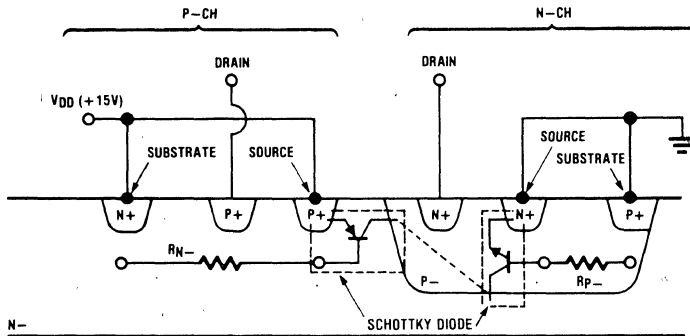 P–CH
N–CH
DRAIN
DRAIN
VDD (+15V)
SUBSTRATE
SOURCE
SOURCE
SUBSTRATE
N+
P+
P+
N+
N+
P+
RN–
P–
RP–
SCHOTTKY DIODE
N–